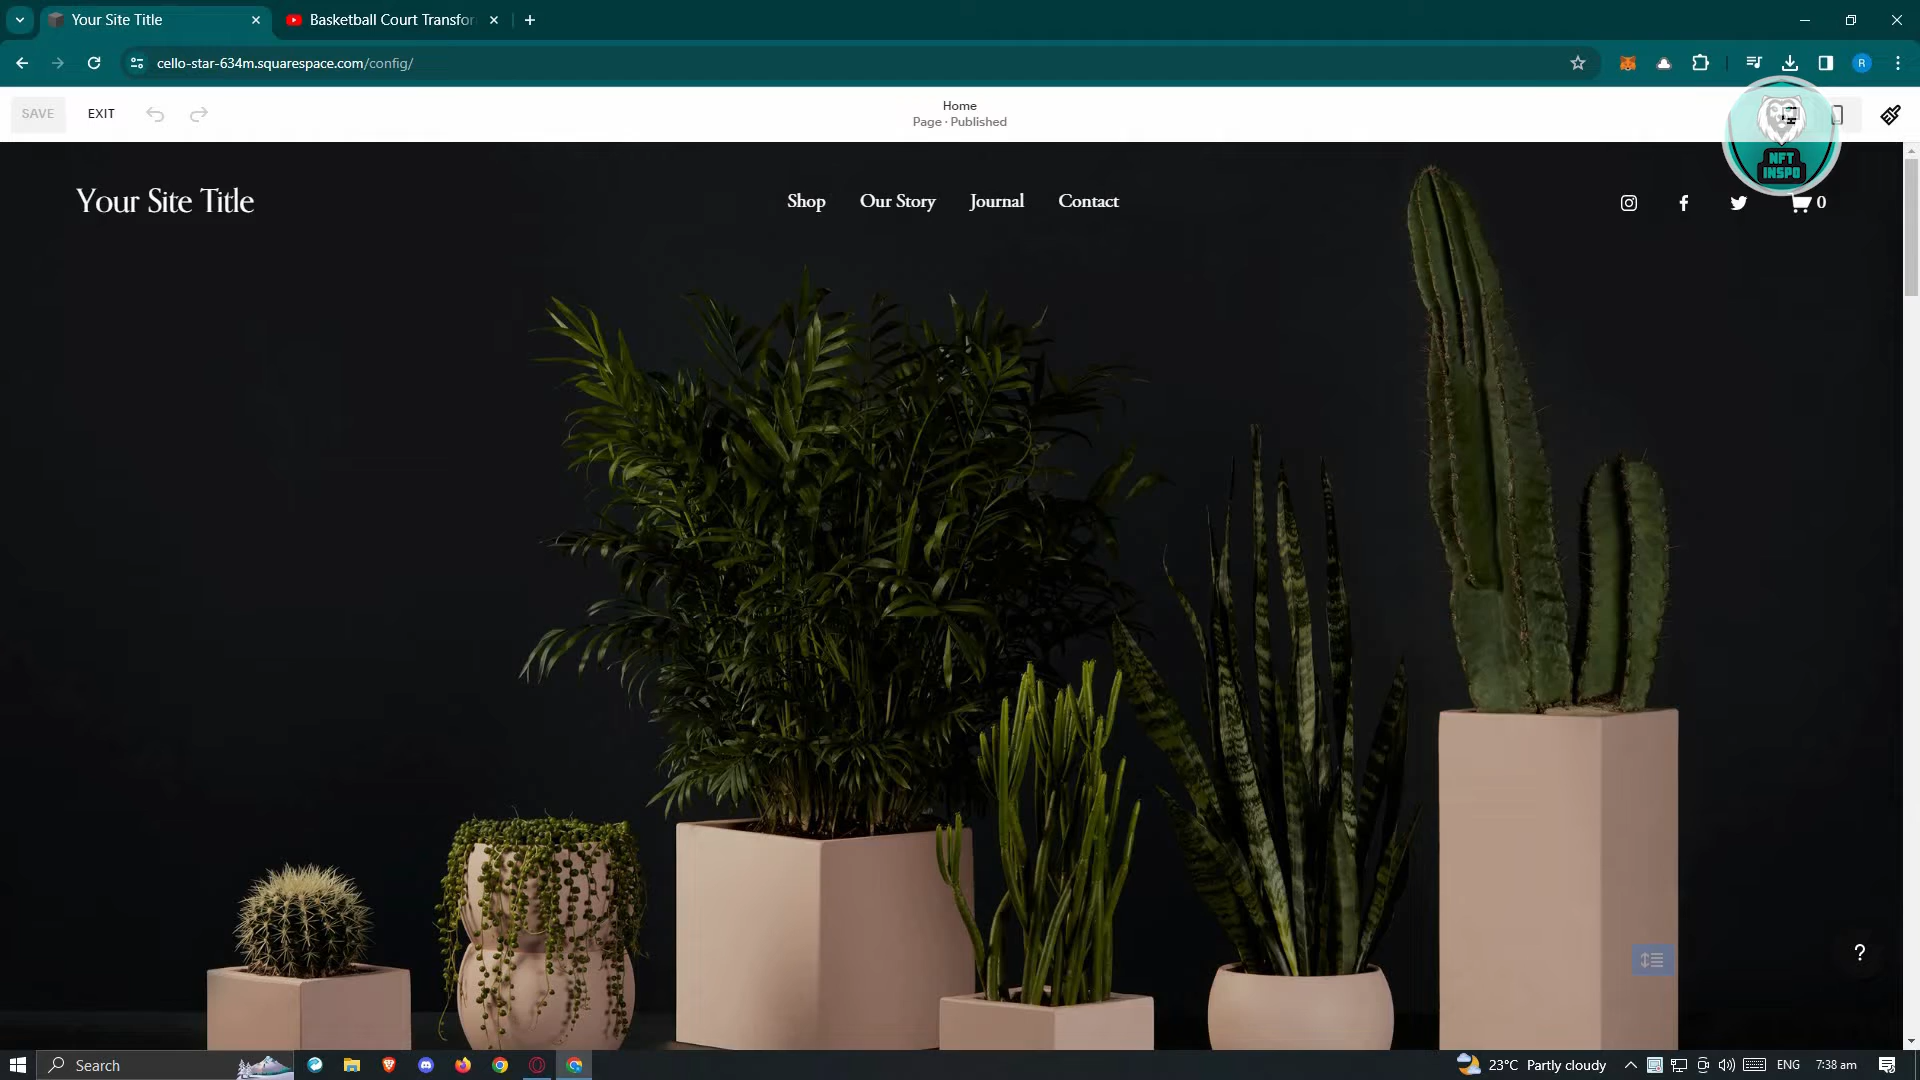 Your Site Title
Basketball Court Transfor
cello-star-634m.squarespace.com/config/
R
SAVE
EXIT
Home
Page · Published
NFT
INSPO
Your Site Title
Shop
Our Story
Journal
Contact
0
?
Search
23°C Partly cloudy
ENG
7:38 am